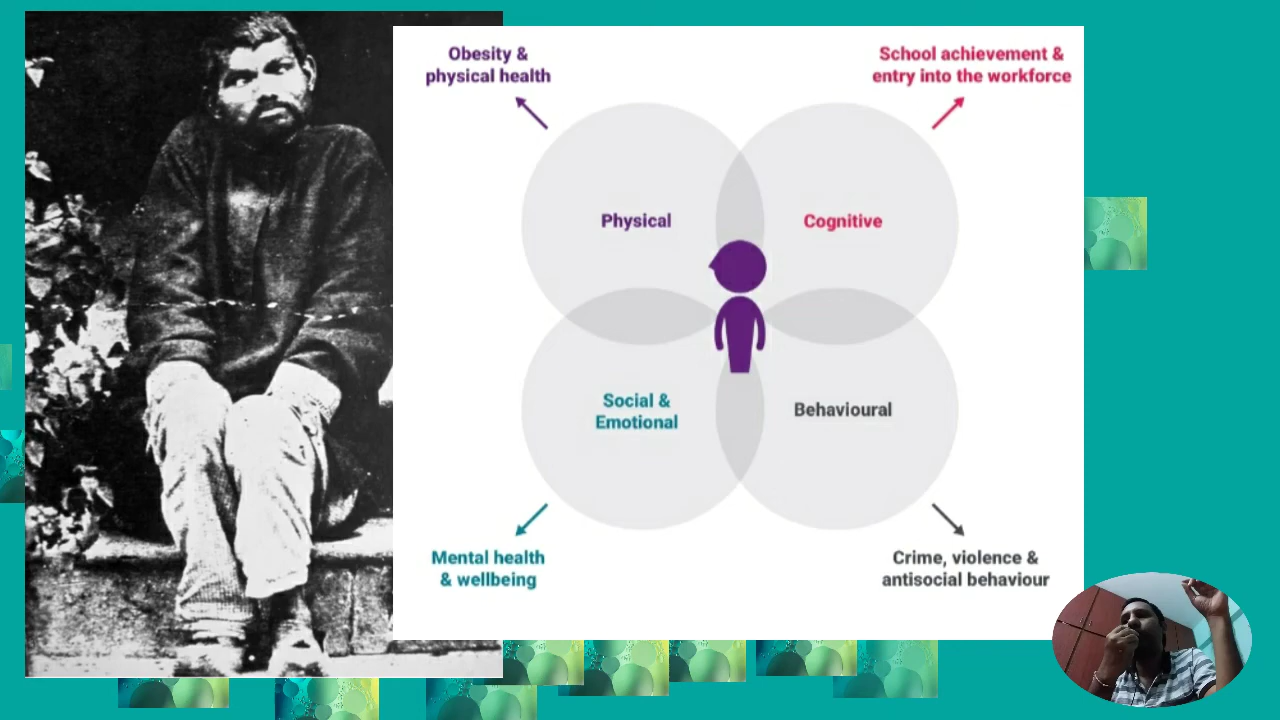 Obesity &
physical health
School achievement &
entry into the workforce
Physical
Cognitive
Social &
Emotional
Behavioural
Mental health
& wellbeing
Crime, violence &
antisocial behaviour